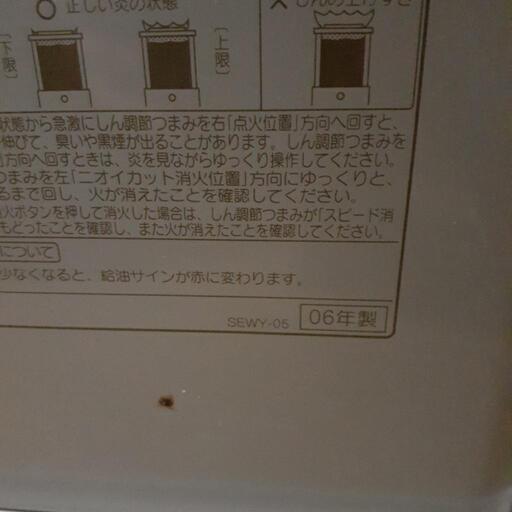 正しい炎の状態
しんの上げすぎ
下限
上限
状態から急激にしん調節つまみを右「点火位置」方向へ回すと、
伸びて、臭いや黒煙が出ることがあります。しん調節つまみを
方向へ回すときは、炎を見ながらゆっくり操作してください。
つまみを左「ニオイカット消火位置」方向にゆっくりと、
るまで回し、火が消えたことを確認してください。
火ボタンを押して消火した場合は、しん調節つまみが「スピード消
もどったことを確認し、また火が消えたことを確認してください。
について
少なくなると、給油サインが赤に変わります。
SEWY-05
06年製